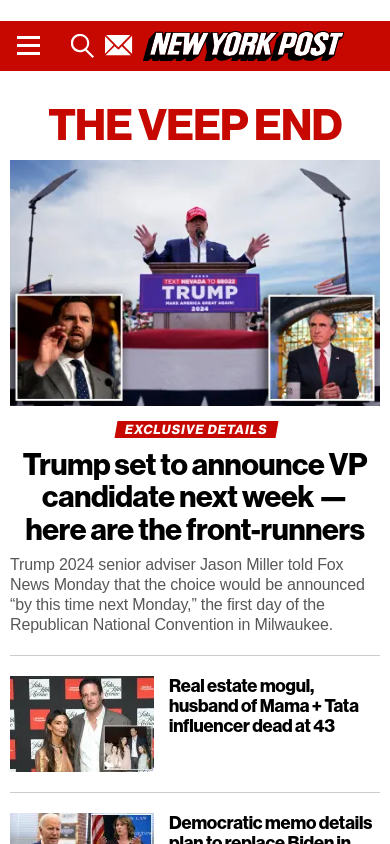 NEW YORK POST
THE VEEP END
TEXT NEVADA TO 88022
TRUMP
MAKE AMERICA GREAT AGAIN!
2024
EXCLUSIVE DETAILS
Trump set to announce VP
candidate next week —
here are the front-runners
Trump 2024 senior adviser Jason Miller told Fox
News Monday that the choice would be announced
“by this time next Monday,” the first day of the
Republican National Convention in Milwaukee.
Real estate mogul,
husband of Mama + Tata
influencer dead at 43
Democratic memo details
plan to replace Biden in